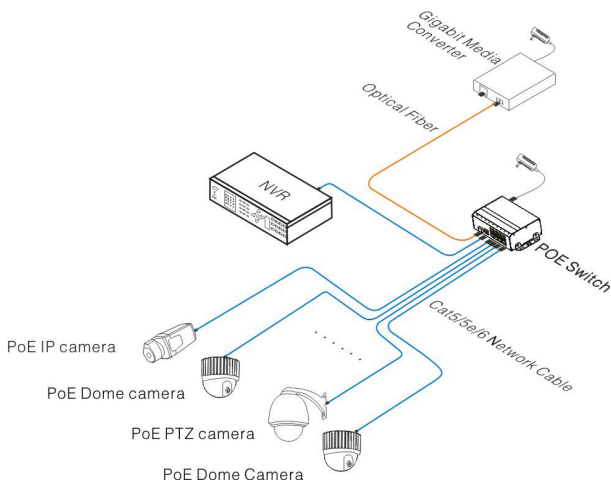 Gigabit Media
Converter
Optical Fiber
NVR
POE Switch
Cat5/5e/6 Network Cable
PoE IP camera
PoE Dome camera
PoE PTZ camera
PoE Dome Camera